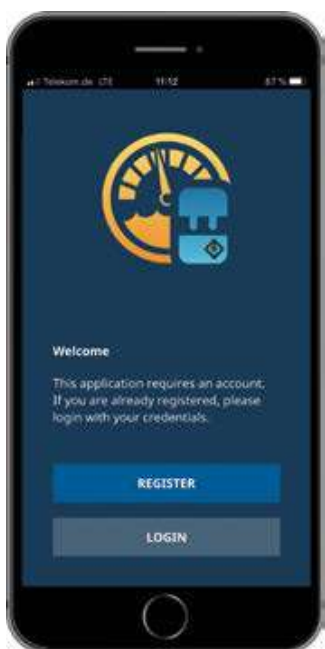 Telekom.de LTE 11:12 87 %
Welcome
This application requires an account.
If you are already registered, please
login with your credentials.
REGISTER
LOGIN